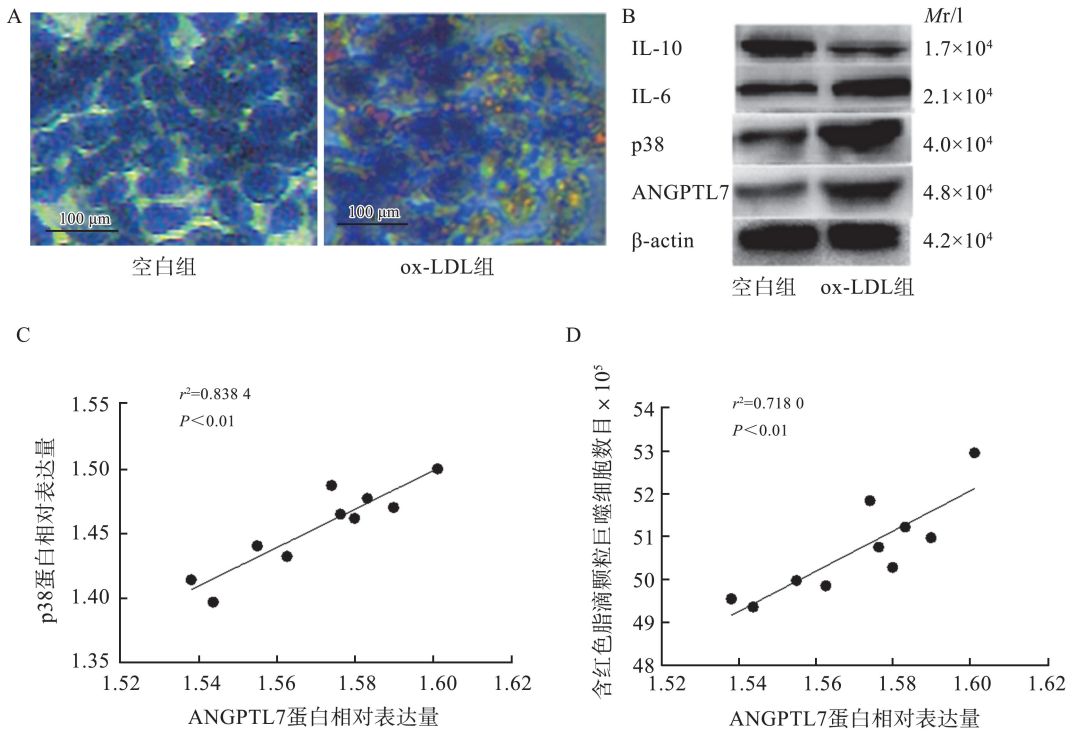 A
100 μm
100 μm
空白组
ox-LDL组
B
Mr/l
IL-10
1.7×10⁴
IL-6
2.1×10⁴
p38
4.0×10⁴
ANGPTL7
4.8×10⁴
β-actin
4.2×10⁴
空白组
ox-LDL组
C
r²=0.838 4
P＜0.01
p38蛋白相对表达量
1.55
1.50
1.45
1.40
1.35
1.52
1.54
1.56
1.58
1.60
1.62
ANGPTL7蛋白相对表达量
D
r²=0.718 0
P＜0.01
含红色脂滴颗粒巨噬细胞数目×10⁵
54
53
52
51
50
49
48
1.52
1.54
1.56
1.58
1.60
1.62
ANGPTL7蛋白相对表达量